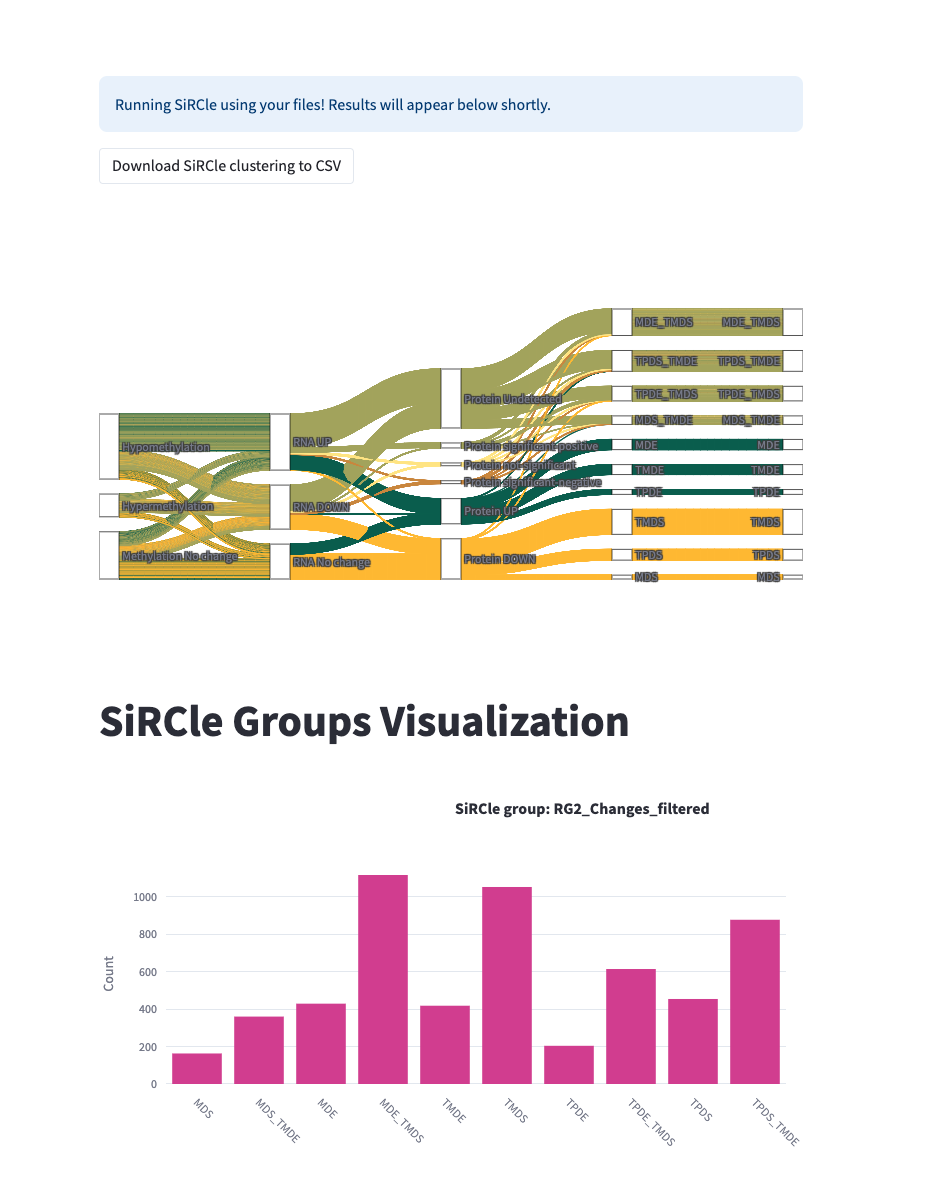 Running SiRCle using your files! Results will appear below shortly.
Download SiRCle clustering to CSV
Hypomethylation
Hypermethylation
Methylation No change
RNA UP
RNA DOWN
RNA No change
Protein Undetected
Protein significant-positive
Protein not-significant
Protein significant-negative
Protein UP
Protein DOWN
MDE_TMDS MDE_TMDS
TPDS_TMDE TPDS_TMDE
TPDE_TMDS TPDE_TMDS
MDS_TMDE MDS_TMDE
MDE MDE
TMDE TMDE
TPDE TPDE
TMDS TMDS
TPDS TPDS
MDS MDS
SiRCle Groups Visualization
SiRCle group: RG2_Changes_filtered
Count
1000
800
600
400
200
0
MDS
MDS_TMDE
MDE
MDE_TMDS
TMDE
TMDS
TPDE
TPDE_TMDS
TPDS
TPDS_TMDE